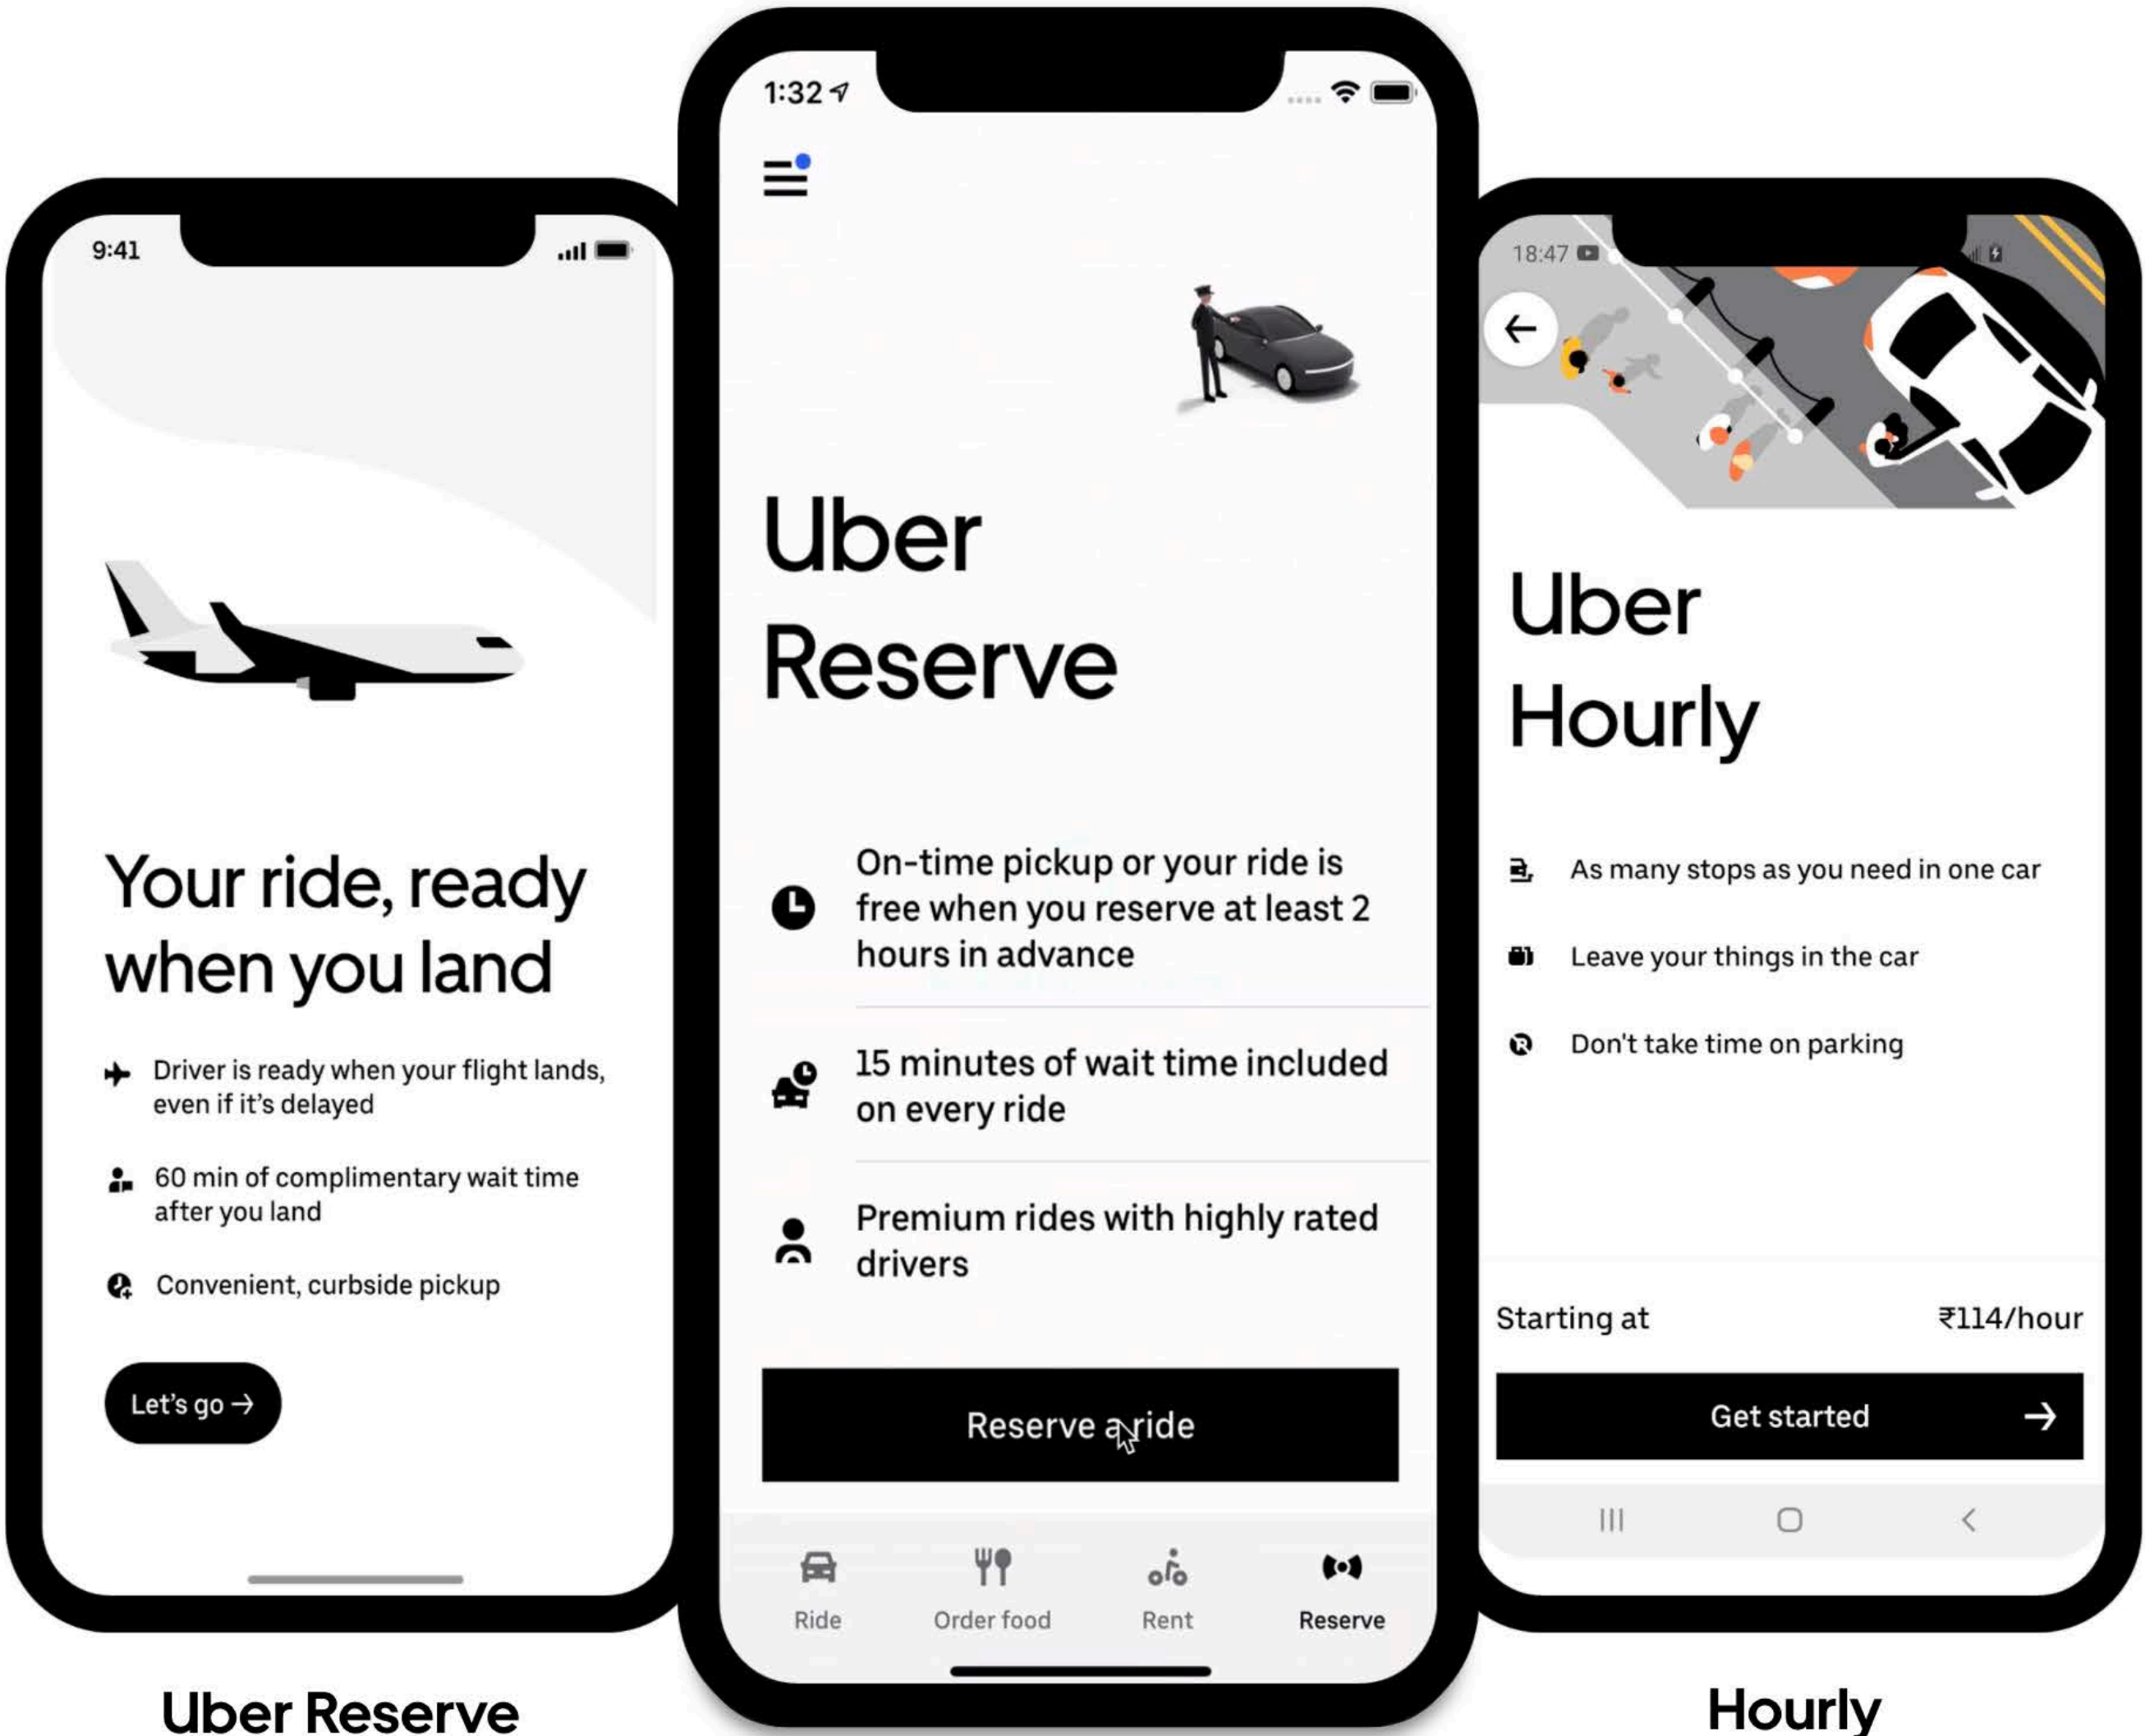 9:41
Your ride, ready
when you land
Driver is ready when your flight lands,
even if it's delayed
60 min of complimentary wait time
after you land
Convenient, curbside pickup
Let's go →
Uber Reserve
1:32
Uber
Reserve
On-time pickup or your ride is
free when you reserve at least 2
hours in advance
15 minutes of wait time included
on every ride
Premium rides with highly rated
drivers
Reserve a ride
Ride
Order food
Rent
Reserve
18:47
Uber
Hourly
As many stops as you need in one car
Leave your things in the car
Don't take time on parking
Starting at ₹114/hour
Get started →
Hourly